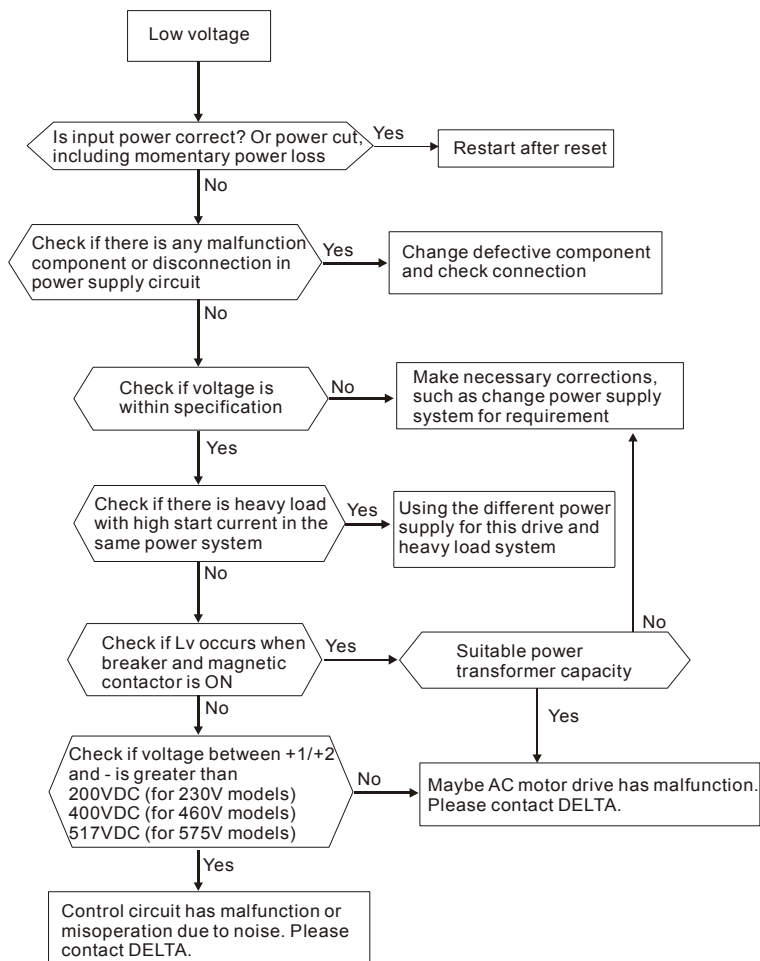 Low voltage
Is input power correct? Or power cut,
including momentary power loss
Yes
Restart after reset
No
Check if there is any malfunction
component or disconnection in
power supply circuit
Yes
Change defective component
and check connection
No
Check if voltage is
within specification
No
Make necessary corrections,
such as change power supply
system for requirement
Yes
Check if there is heavy load
with high start current in the
same power system
Yes
Using the different power
supply for this drive and
heavy load system
No
Check if Lv occurs when
breaker and magnetic
contactor is ON
Yes
Suitable power
transformer capacity
No
Yes
No
Check if voltage between +1/+2
and - is greater than
200VDC (for 230V models)
400VDC (for 460V models)
517VDC (for 575V models)
No
Maybe AC motor drive has malfunction.
Please contact DELTA.
Yes
Control circuit has malfunction or
misoperation due to noise. Please
contact DELTA.